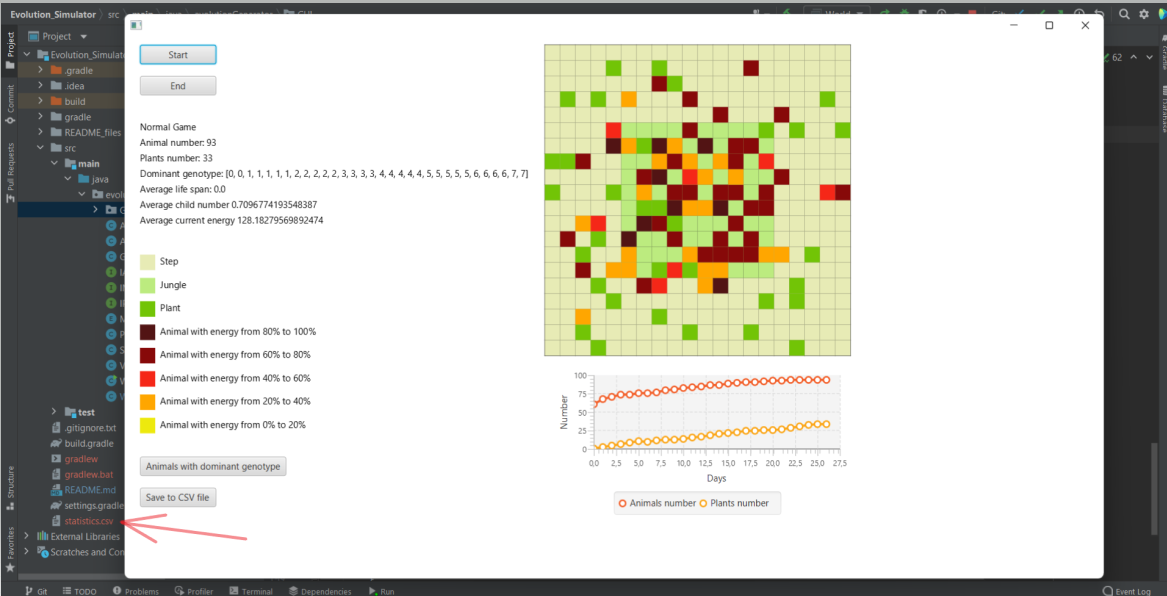 Evolution_Simulator src main java evolutionGenerator GUI
World
Git:
Project
Project
Evolution_Simulato
.gradle
.idea
build
gradle
README_files
src
main
java
evol
test
.gitignore.txt
build.gradle
gradlew
gradlew.bat
README.md
settings.gradle
statistics.csv
External Libraries
Scratches and Con
Commit
Pull Requests
Structure
Favorites
62
Start
End
Normal Game
Animal number: 93
Plants number: 33
Dominant genotype: [0, 0, 1, 1, 1, 1, 1, 2, 2, 2, 2, 2, 3, 3, 3, 3, 4, 4, 4, 4, 4, 5, 5, 5, 5, 5, 6, 6, 6, 6, 7, 7]
Average life span: 0.0
Average child number 0.7096774193548387
Average current energy 128.18279569892474
Step
Jungle
Plant
Animal with energy from 80% to 100%
Animal with energy from 60% to 80%
Animal with energy from 40% to 60%
Animal with energy from 20% to 40%
Animal with energy from 0% to 20%
Animals with dominant genotype
Save to CSV file
Number
100
75
50
25
0
0,0 2,5 5,0 7,5 10,0 12,5 15,0 17,5 20,0 22,5 25,0 27,5
Days
Animals number Plants number
Git TODO Problems Profiler Terminal Dependencies Run
Event Log